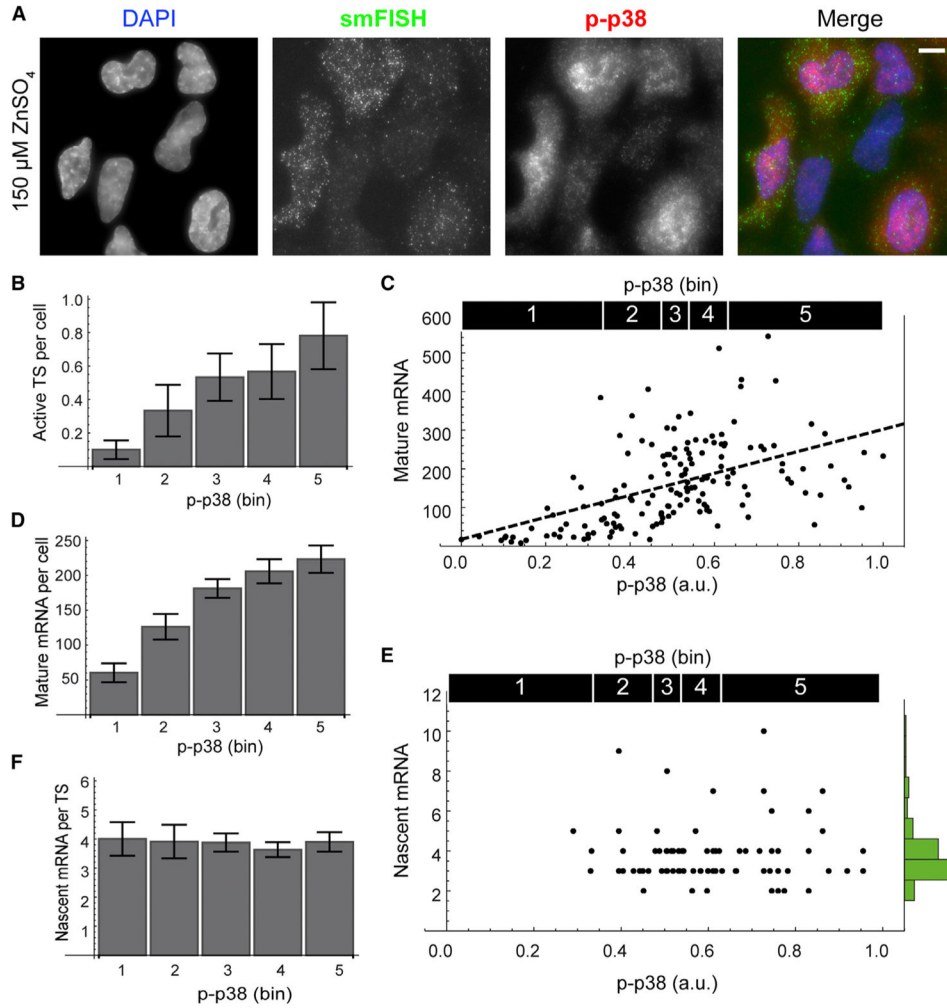 A
DAPI
smFISH
p-p38
Merge
150 µM ZnSO₄
B
Active TS per cell
1.0
0.8
0.6
0.4
0.2
1 2 3 4 5
p-p38 (bin)
C
p-p38 (bin)
1 2 3 4 5
Mature mRNA
600
500
400
300
200
100
0.0 0.2 0.4 0.6 0.8 1.0
p-p38 (a.u.)
D
Mature mRNA per cell
250
200
150
100
50
1 2 3 4 5
p-p38 (bin)
E
p-p38 (bin)
1 2 3 4 5
Nascent mRNA
12
10
8
6
4
2
0.0 0.2 0.4 0.6 0.8 1.0
p-p38 (a.u.)
F
Nascent mRNA per TS
6
5
4
3
2
1
1 2 3 4 5
p-p38 (bin)